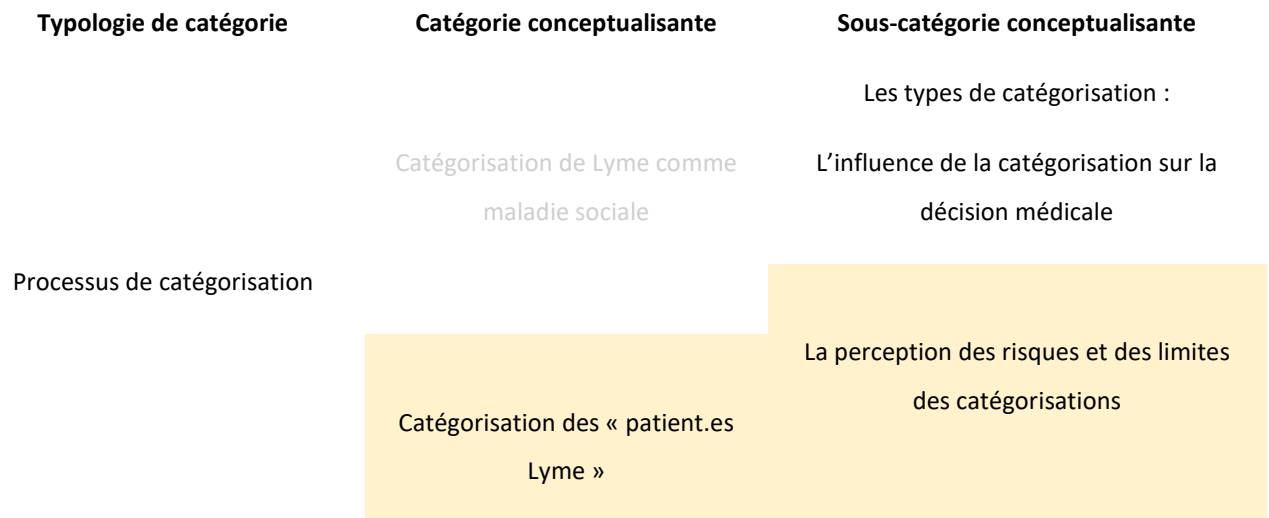 Typologie de catégorie
Catégorie conceptualisante
Sous-catégorie conceptualisante
Les types de catégorisation :
Catégorisation de Lyme comme
maladie sociale
L’influence de la catégorisation sur la
décision médicale
Processus de catégorisation
La perception des risques et des limites
des catégorisations
Catégorisation des « patient.es
Lyme »